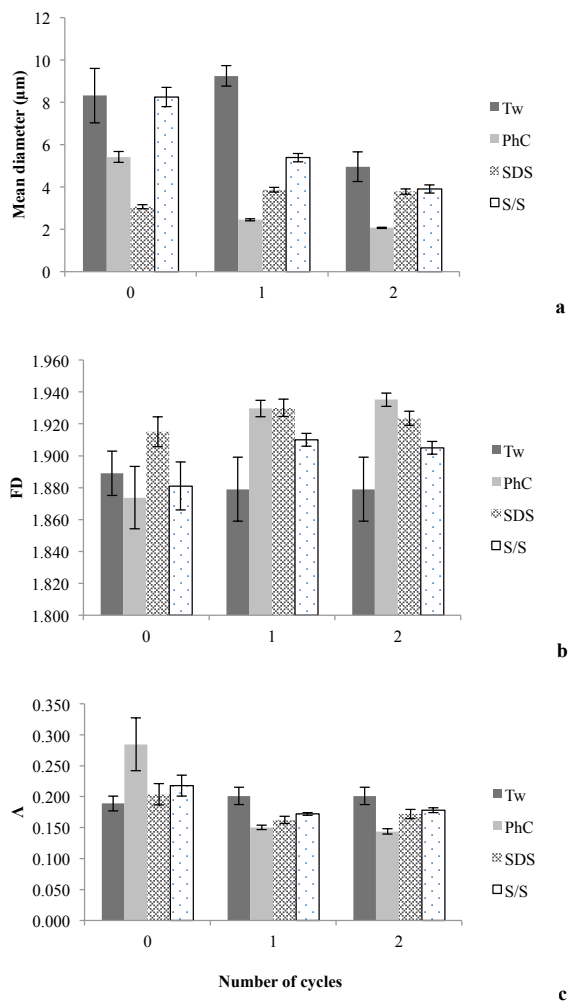 12
10
8
6
4
2
0
Mean diameter (µm)
0
1
2
Tw
PhC
SDS
S/S
a
1.960
1.940
1.920
1.900
1.880
1.860
1.840
1.820
1.800
FD
0
1
2
Tw
PhC
SDS
S/S
b
0.350
0.300
0.250
0.200
0.150
0.100
0.050
0.000
Λ
0
1
2
Tw
PhC
SDS
S/S
Number of cycles
c